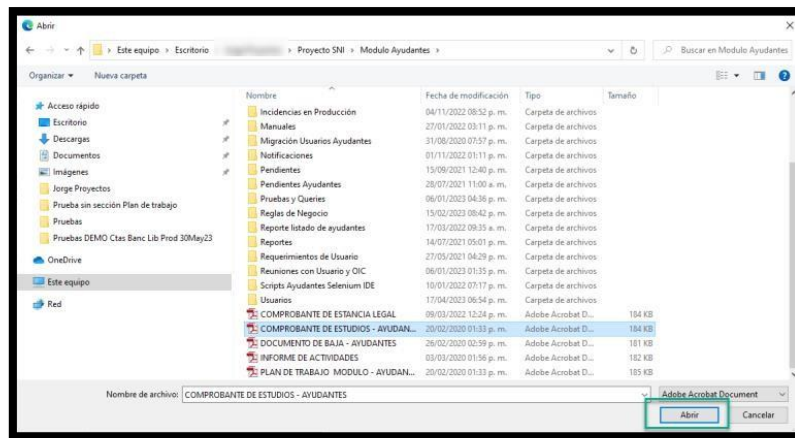 Abrir
Este equipo > Escritorio > Proyecto SNI > Modulo Ayudantes >
Buscar en Modulo Ayudantes
Organizar Nueva carpeta
Nombre Fecha de modificación Tipo Tamaño
Acceso rápido
Escritorio
Descargas
Documentos
Imágenes
Jorge Proyectos
Prueba sin sección Plan de trabajo
Pruebas
Pruebas DEMO Ctas Banc Lib Prod 30May23
OneDrive
Este equipo
Red
Incidencias en Producción 04/11/2022 08:52 p. m. Carpeta de archivos
Manuales 27/01/2022 03:11 p. m. Carpeta de archivos
Migración Usuarios Ayudantes 31/08/2020 07:57 p. m. Carpeta de archivos
Notificaciones 01/11/2022 01:11 p. m. Carpeta de archivos
Pendientes 15/09/2021 12:40 p. m. Carpeta de archivos
Pendientes Ayudantes 28/07/2021 11:00 a. m. Carpeta de archivos
Pruebas y Queries 06/01/2023 04:36 p. m. Carpeta de archivos
Reglas de Negocio 15/02/2023 08:42 p. m. Carpeta de archivos
Reporte listado de ayudantes 17/03/2022 09:35 a. m. Carpeta de archivos
Reportes 14/07/2021 05:01 p. m. Carpeta de archivos
Requerimientos de Usuario 27/05/2021 04:29 p. m. Carpeta de archivos
Reuniones con Usuario y OIC 06/01/2023 01:35 p. m. Carpeta de archivos
Scripts Ayudantes Selenium IDE 10/01/2022 07:17 p. m. Carpeta de archivos
Usuarios 17/04/2023 06:54 p. m. Carpeta de archivos
COMPROBANTE DE ESTANCIA LEGAL 09/03/2022 12:24 p. m. Adobe Acrobat D... 184 KB
COMPROBANTE DE ESTUDIOS - AYUDAN... 20/02/2020 01:33 p. m. Adobe Acrobat D... 184 KB
DOCUMENTO DE BAJA - AYUDANTES 26/02/2020 02:59 p. m. Adobe Acrobat D... 181 KB
INFORME DE ACTIVIDADES 03/03/2020 01:56 p. m. Adobe Acrobat D... 182 KB
PLAN DE TRABAJO MODULO - AYUDAN... 20/02/2020 01:33 p. m. Adobe Acrobat D... 185 KB
Nombre de archivo: COMPROBANTE DE ESTUDIOS - AYUDANTES Adobe Acrobat Document
Abrir Cancelar